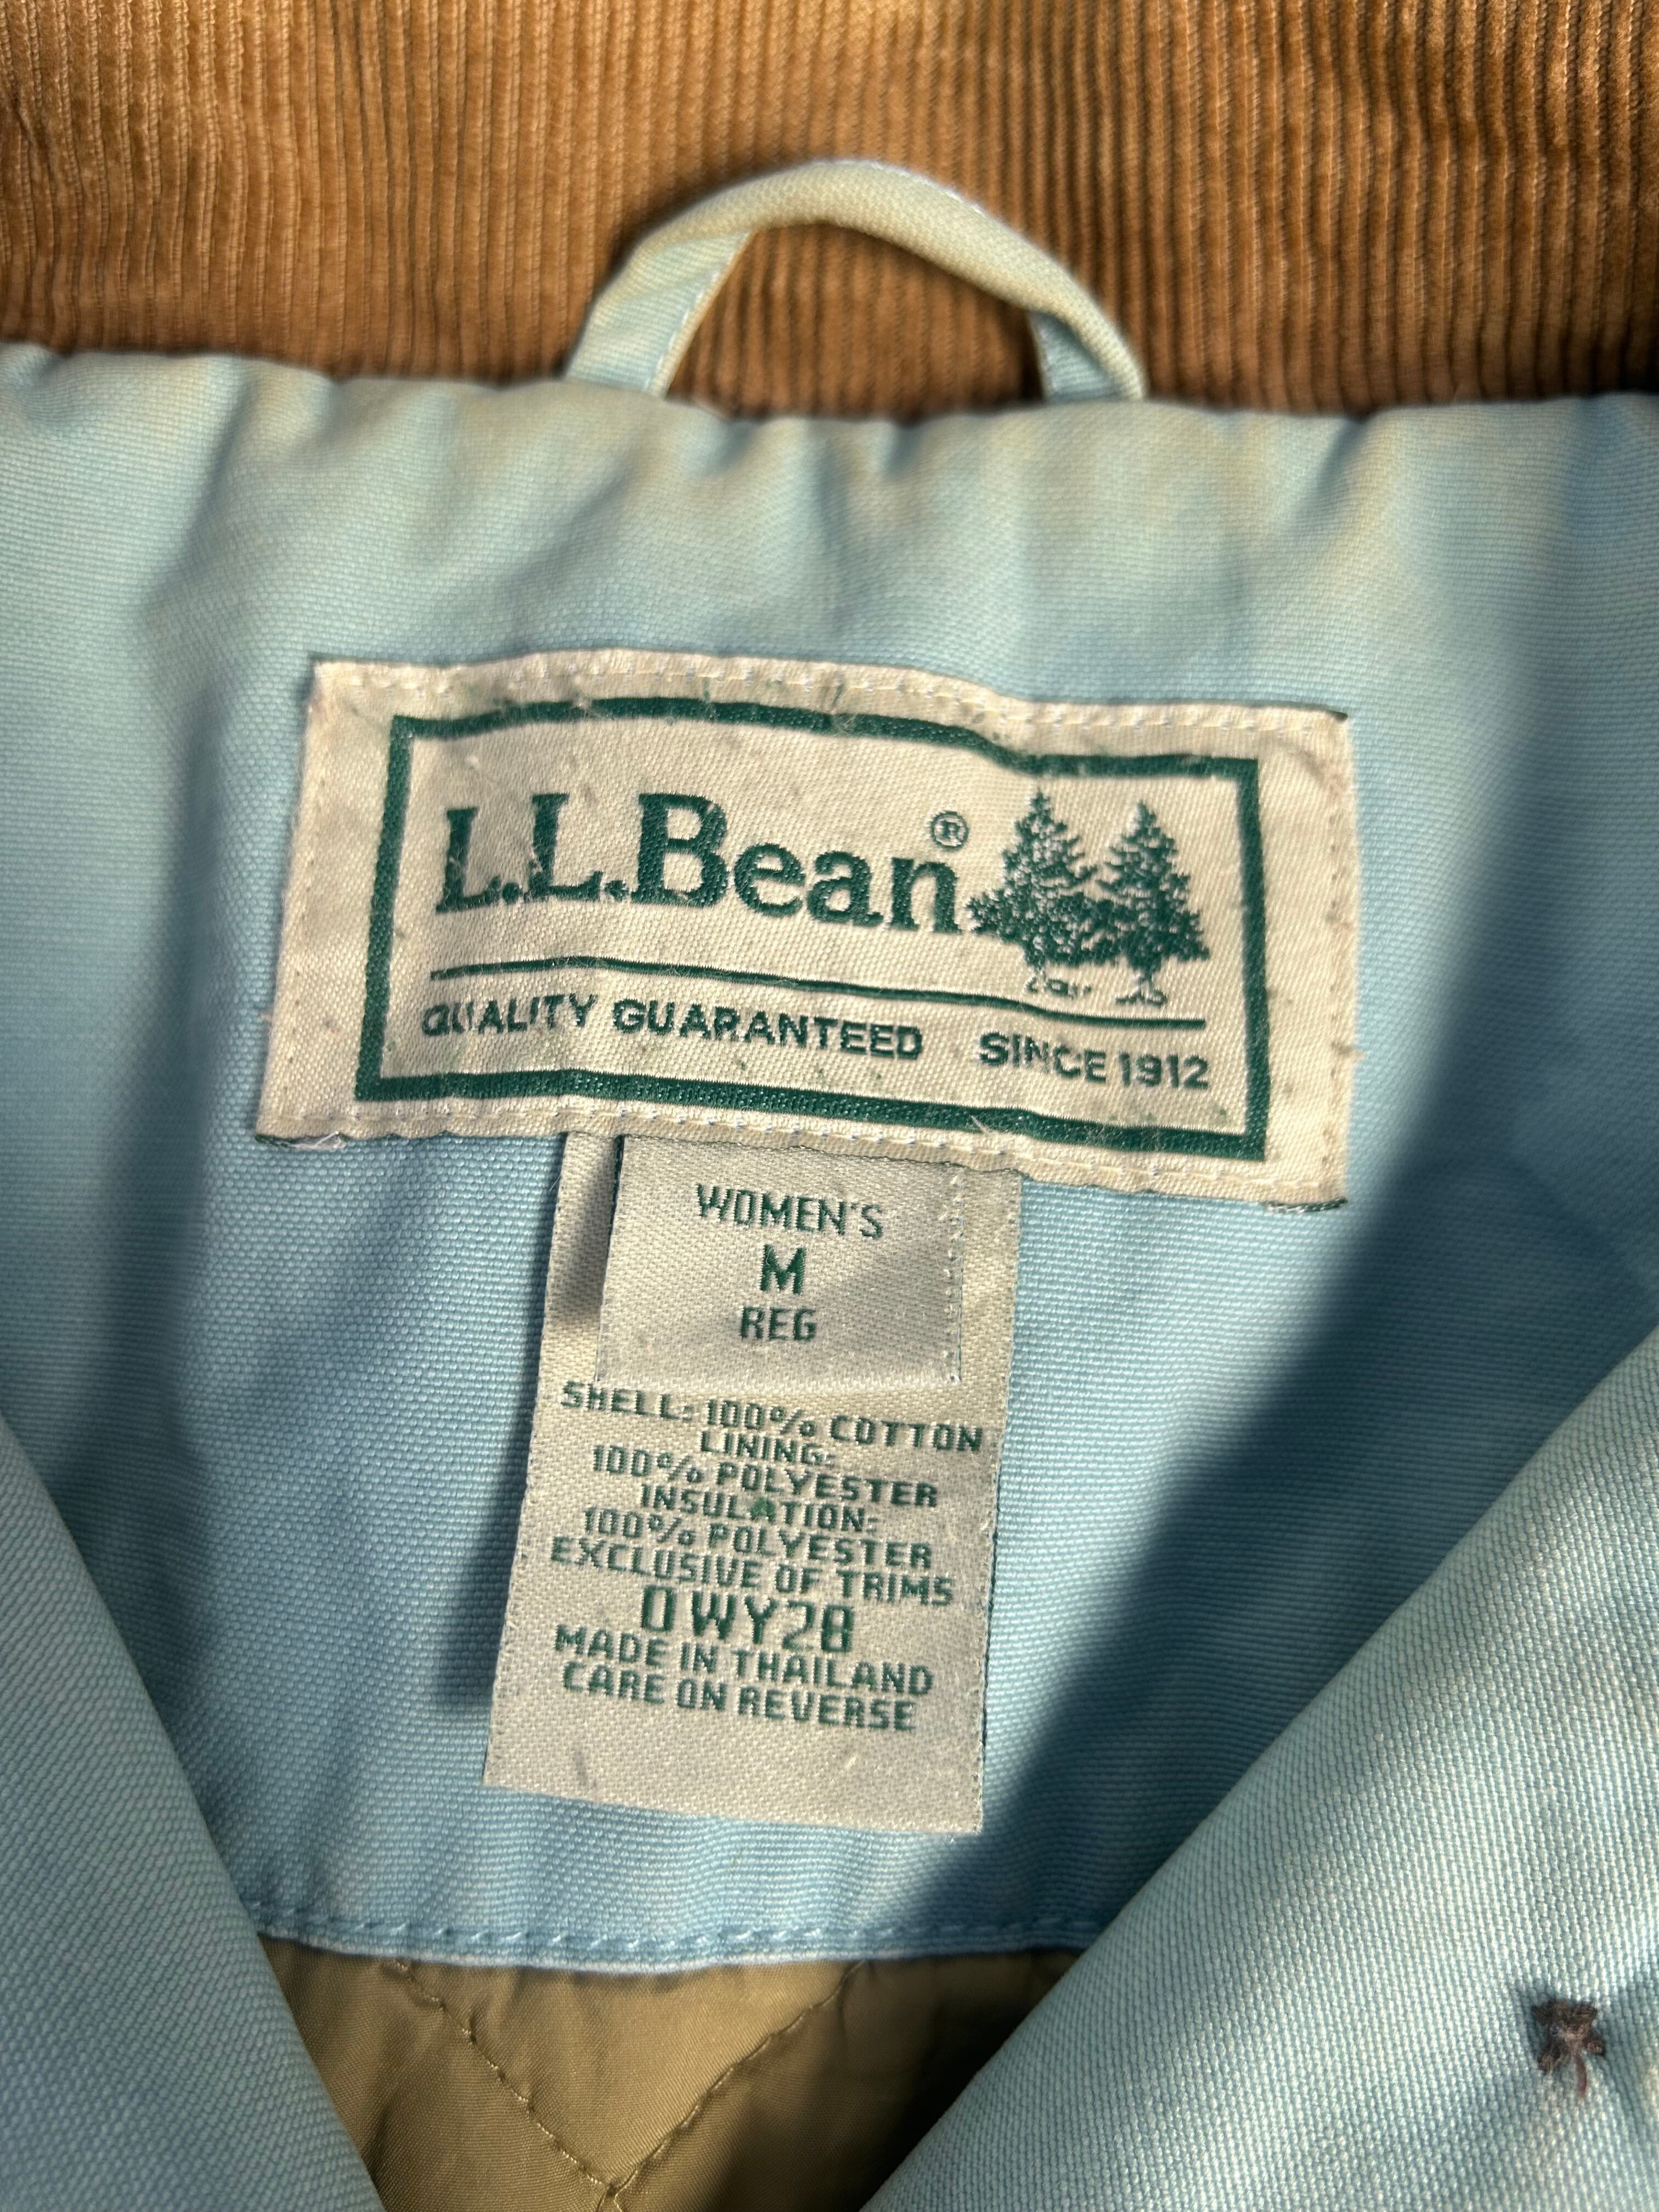 L.L.Bean®
QUALITY GUARANTEED SINCE 1912
WOMEN'S
M
REG
SHELL: 100% COTTON
LINING:
100% POLYESTER
INSULATION:
100% POLYESTER
EXCLUSIVE OF TRIMS
0WY28
MADE IN THAILAND
CARE ON REVERSE